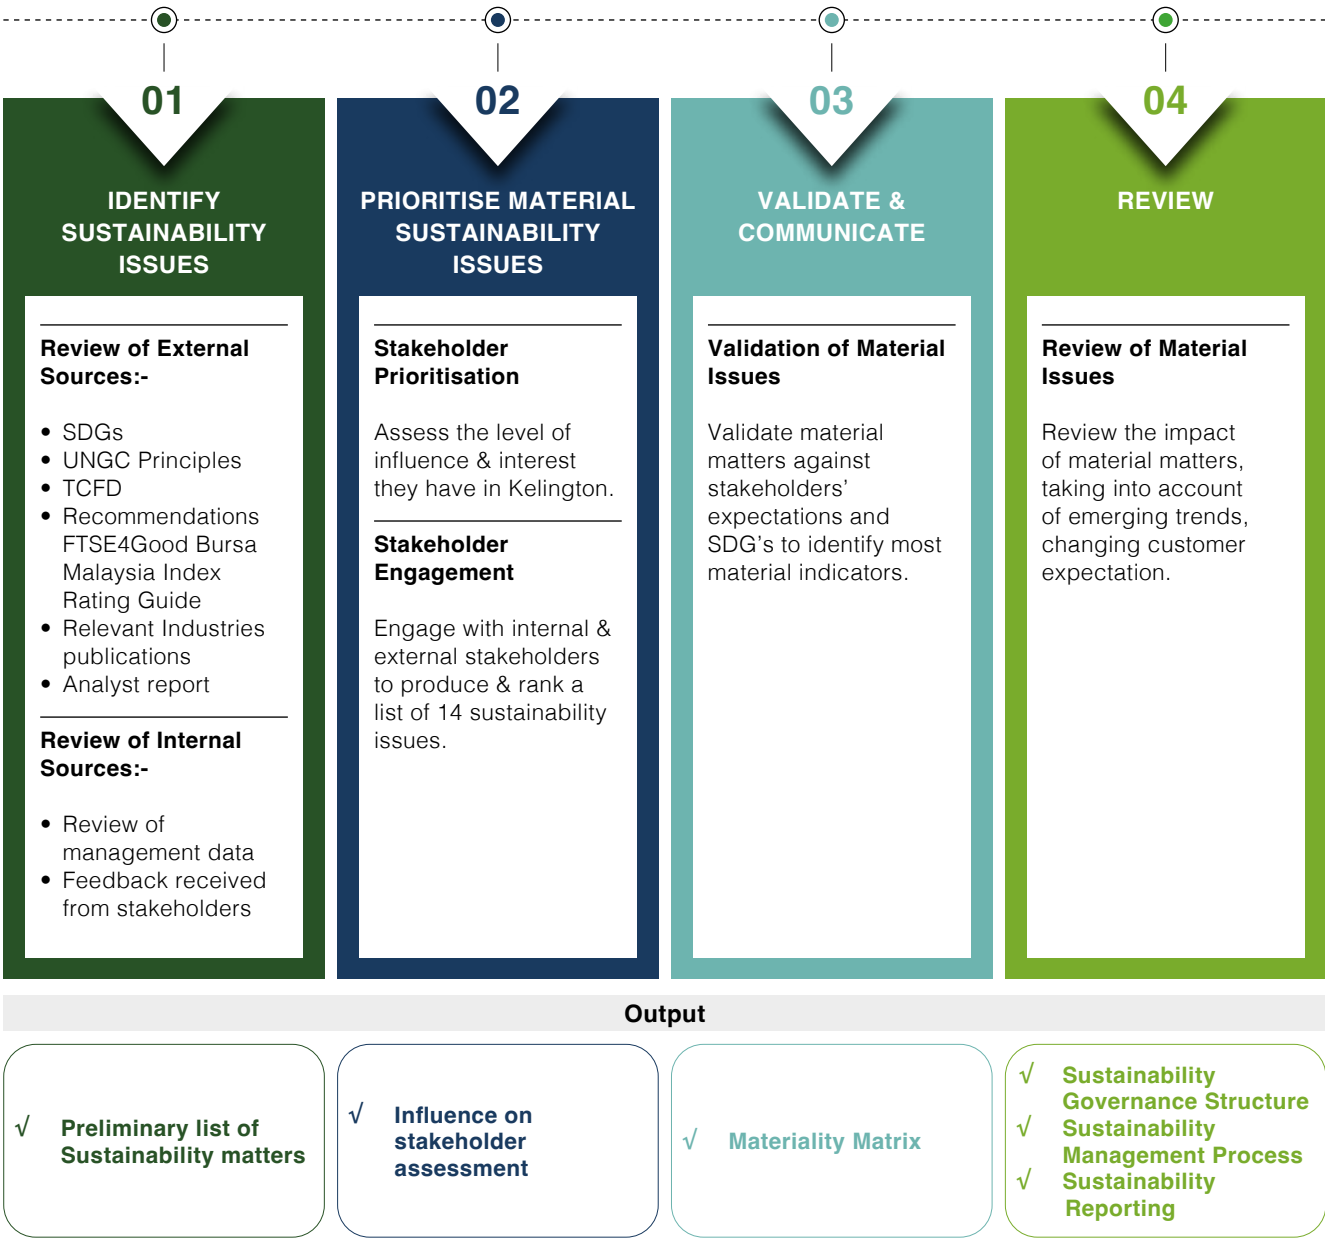 01
IDENTIFY
SUSTAINABILITY
ISSUES
Review of External
Sources:-
• SDGs
• UNGC Principles
• TCFD
• Recommendations
FTSE4Good Bursa
Malaysia Index
Rating Guide
• Relevant Industries
publications
• Analyst report
Review of Internal
Sources:-
• Review of
management data
• Feedback received
from stakeholders
02
PRIORITISE MATERIAL
SUSTAINABILITY
ISSUES
Stakeholder
Prioritisation
Assess the level of
influence & interest
they have in Kelington.
Stakeholder
Engagement
Engage with internal &
external stakeholders
to produce & rank a
list of 14 sustainability
issues.
03
VALIDATE &
COMMUNICATE
Validation of Material
Issues
Validate material
matters against
stakeholders’
expectations and
SDG’s to identify most
material indicators.
04
REVIEW
Review of Material
Issues
Review the impact
of material matters,
taking into account
of emerging trends,
changing customer
expectation.
Output
√ Preliminary list of
Sustainability matters
√ Influence on
stakeholder
assessment
√ Materiality Matrix
√ Sustainability
Governance Structure
√ Sustainability
Management Process
√ Sustainability
Reporting